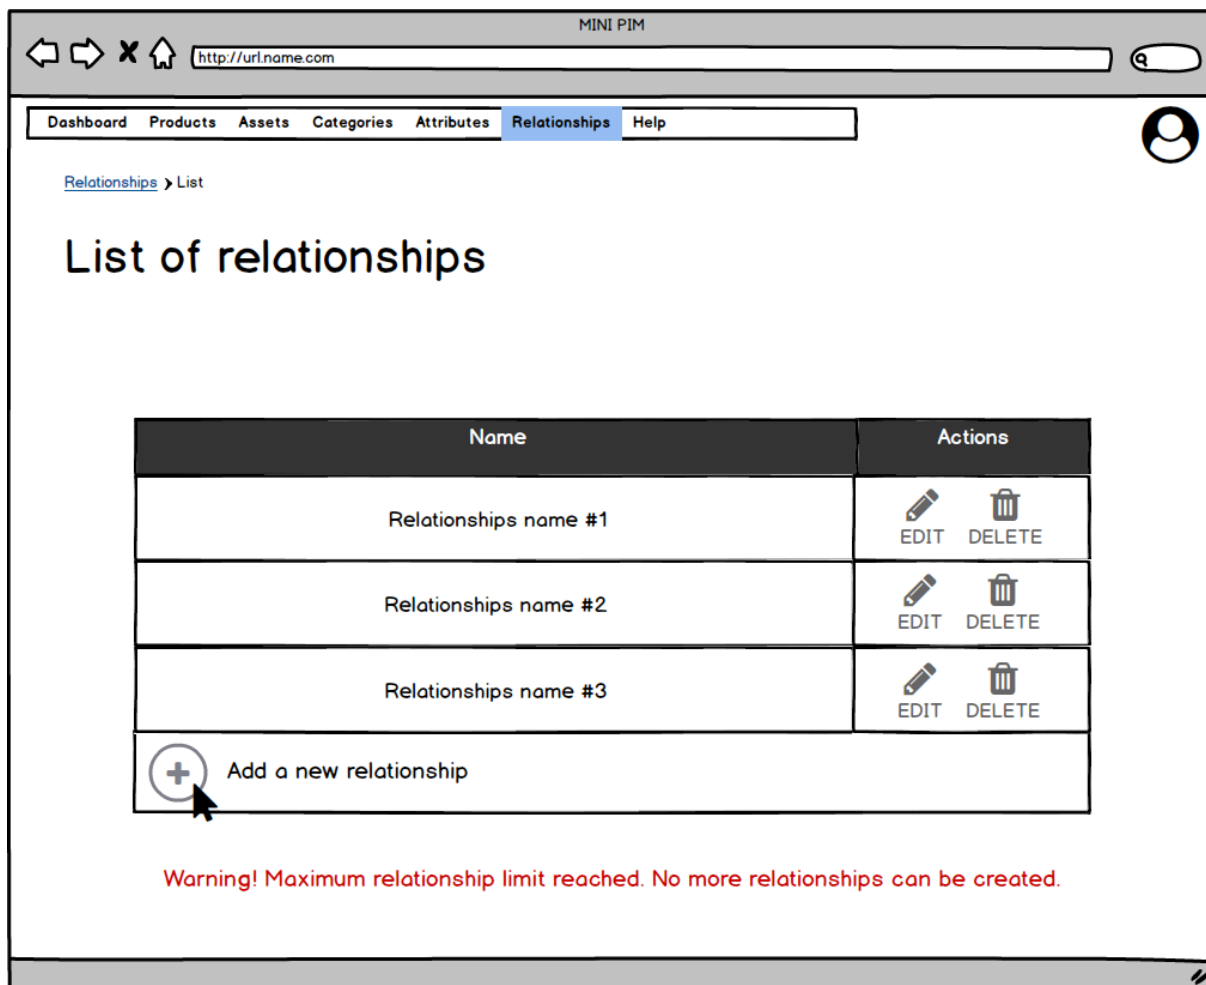 MINI PIM
http://url.name.com
Dashboard Products Assets Categories Attributes Relationships Help
Relationships > List
List of relationships
Name Actions
Relationships name #1 EDIT DELETE
Relationships name #2 EDIT DELETE
Relationships name #3 EDIT DELETE
Add a new relationship
Warning! Maximum relationship limit reached. No more relationships can be created.